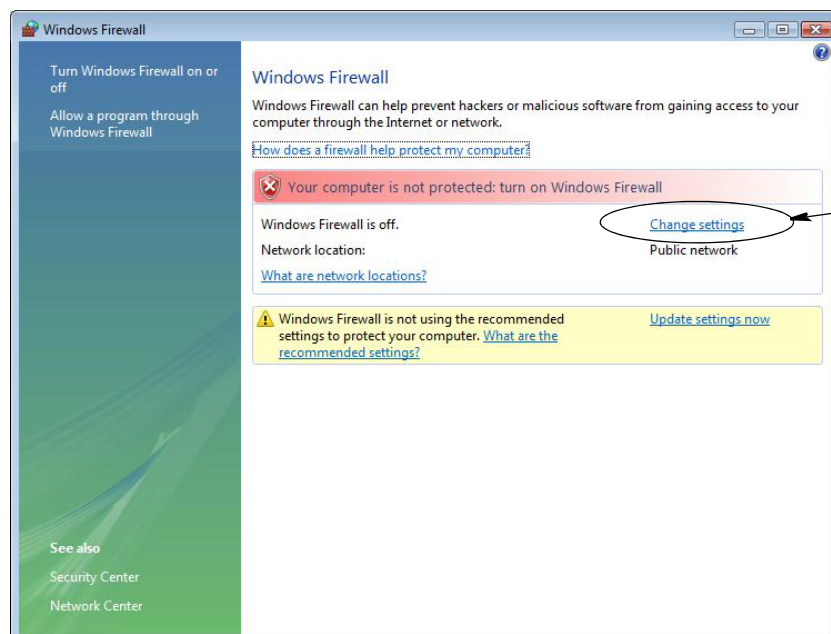 Windows Firewall
Turn Windows Firewall on or
off
Allow a program through
Windows Firewall
Windows Firewall
Windows Firewall can help prevent hackers or malicious software from gaining access to your
computer through the Internet or network.
How does a firewall help protect my computer?
Your computer is not protected: turn on Windows Firewall
Windows Firewall is off.
Change settings
Network location:
Public network
What are network locations?
Windows Firewall is not using the recommended
settings to protect your computer. What are the
recommended settings?
Update settings now
See also
Security Center
Network Center